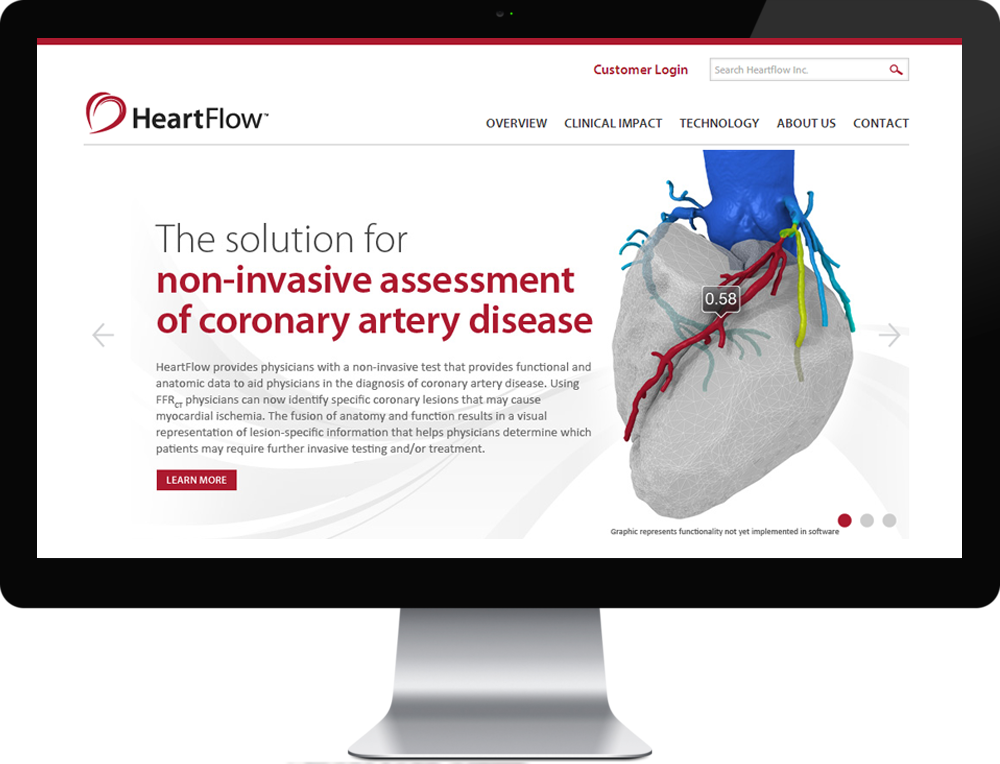 Customer Login
Search Heartflow Inc.
HeartFlow™
OVERVIEW CLINICAL IMPACT TECHNOLOGY ABOUT US CONTACT
The solution for
non-invasive assessment
of coronary artery disease
0.58
HeartFlow provides physicians with a non-invasive test that provides functional and
anatomic data to aid physicians in the diagnosis of coronary artery disease. Using
FFRCT physicians can now identify specific coronary lesions that may cause
myocardial ischemia. The fusion of anatomy and function results in a visual
representation of lesion-specific information that helps physicians determine which
patients may require further invasive testing and/or treatment.
LEARN MORE
Graphic represents functionality not yet implemented in software